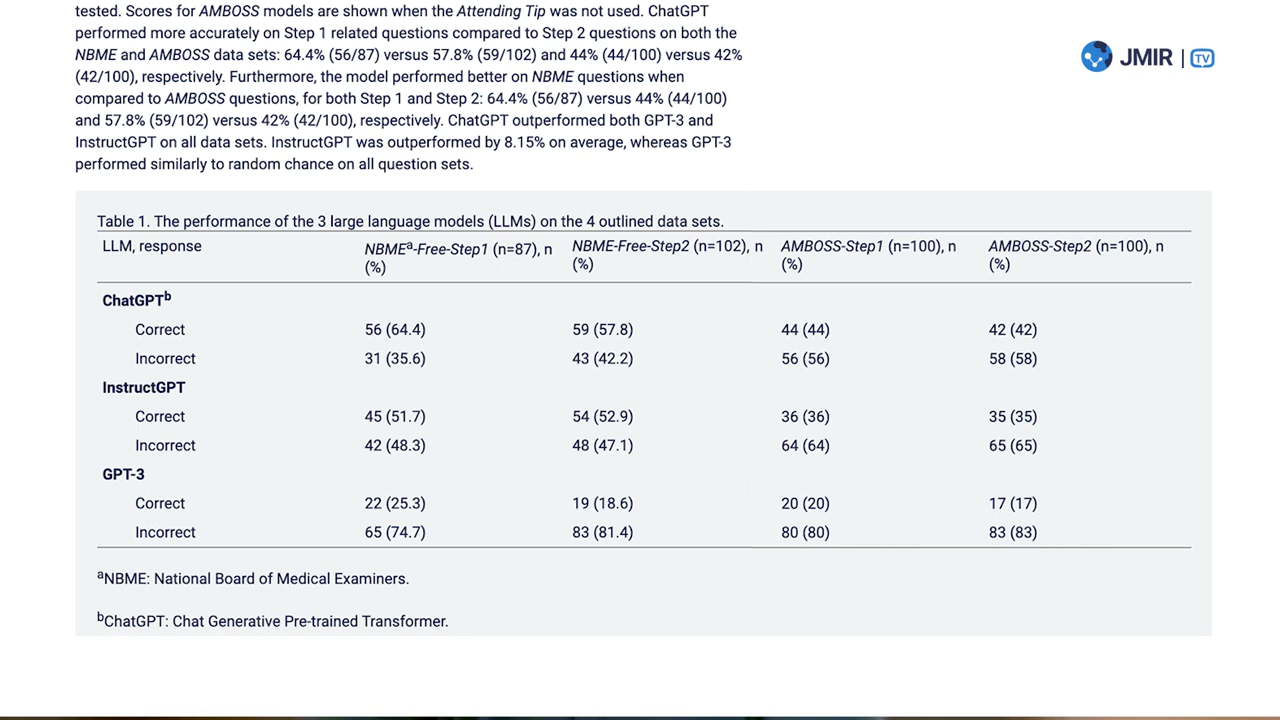 tested. Scores for AMBOSS models are shown when the Attending Tip was not used. ChatGPT
performed more accurately on Step 1 related questions compared to Step 2 questions on both the
NBME and AMBOSS data sets: 64.4% (56/87) versus 57.8% (59/102) and 44% (44/100) versus 42%
(42/100), respectively. Furthermore, the model performed better on NBME questions when
compared to AMBOSS questions, for both Step 1 and Step 2: 64.4% (56/87) versus 44% (44/100)
and 57.8% (59/102) versus 42% (42/100), respectively. ChatGPT outperformed both GPT-3 and
InstructGPT on all data sets. InstructGPT was outperformed by 8.15% on average, whereas GPT-3
performed similarly to random chance on all question sets.
JMIR | TV
Table 1. The performance of the 3 large language models (LLMs) on the 4 outlined data sets.
LLM, response NBMEa-Free-Step1 (n=87), n (%) NBME-Free-Step2 (n=102), n (%) AMBOSS-Step1 (n=100), n (%) AMBOSS-Step2 (n=100), n (%)
ChatGPTb
Correct 56 (64.4) 59 (57.8) 44 (44) 42 (42)
Incorrect 31 (35.6) 43 (42.2) 56 (56) 58 (58)
InstructGPT
Correct 45 (51.7) 54 (52.9) 36 (36) 35 (35)
Incorrect 42 (48.3) 48 (47.1) 64 (64) 65 (65)
GPT-3
Correct 22 (25.3) 19 (18.6) 20 (20) 17 (17)
Incorrect 65 (74.7) 83 (81.4) 80 (80) 83 (83)
aNBME: National Board of Medical Examiners.
bChatGPT: Chat Generative Pre-trained Transformer.